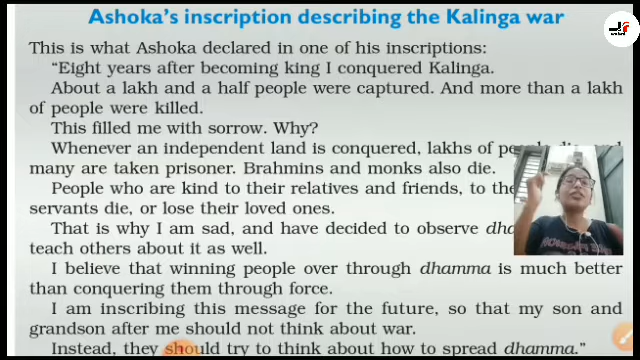 Ashoka's inscription describing the Kalinga war
This is what Ashoka declared in one of his inscriptions:
"Eight years after becoming king I conquered Kalinga.
About a lakh and a half people were captured. And more than a lakh
of people were killed.
This filled me with sorrow. Why?
Whenever an independent land is conquered, lakhs of
many are taken prisoner. Brahmins and monks also die.
People who are kind to their relatives and friends, to
servants die, or lose their loved ones.
That is why I am sad, and have decided to observe
teach others about it as well.
I believe that winning people over through dhamma is much better
than conquering them through force.
I am inscribing this message for the future, so that my son and
grandson after me should not think about war.
Instead, they should try to think about how to spread dhamma."